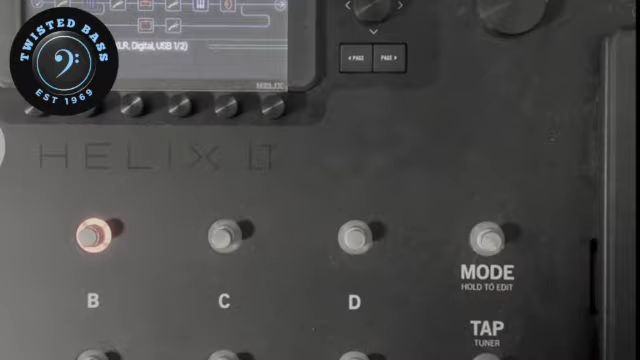 TWISTED BASS
EST 1969
XLR, Digital, USB 1/2)
HELIX
◄ PAGE
PAGE ►
HELIX LT
B
C
D
MODE
HOLD TO EDIT
TAP
TUNER